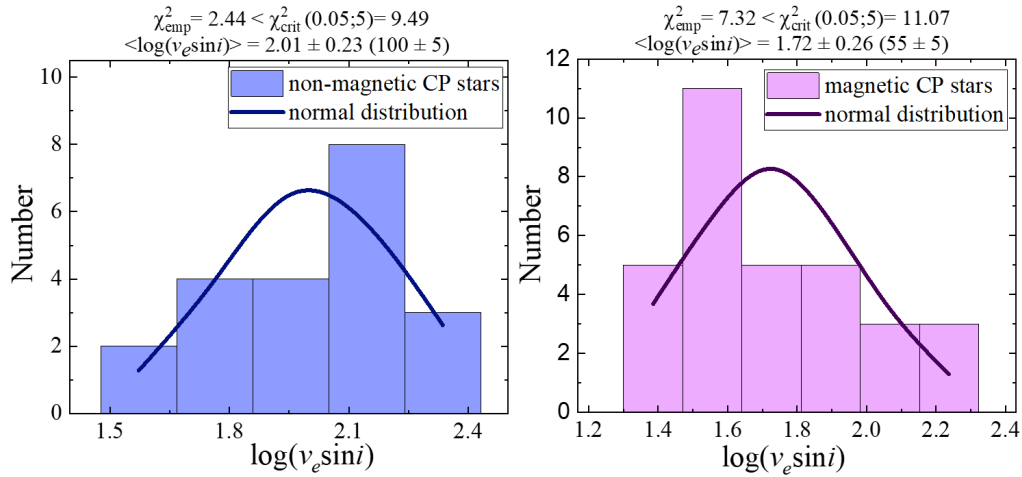 χ²emp = 2.44 < χ²crit (0.05;5)= 9.49
<log(vₑsini)> = 2.01 ± 0.23 (100 ± 5)
non-magnetic CP stars
normal distribution
Number
10
8
6
4
2
0
1.5 1.8 2.1 2.4
log(vₑsini)
χ²emp = 7.32 < χ²crit (0.05;5)= 11.07
<log(vₑsini)> = 1.72 ± 0.26 (55 ± 5)
magnetic CP stars
normal distribution
Number
12
10
8
6
4
2
0
1.2 1.4 1.6 1.8 2.0 2.2 2.4
log(vₑsini)